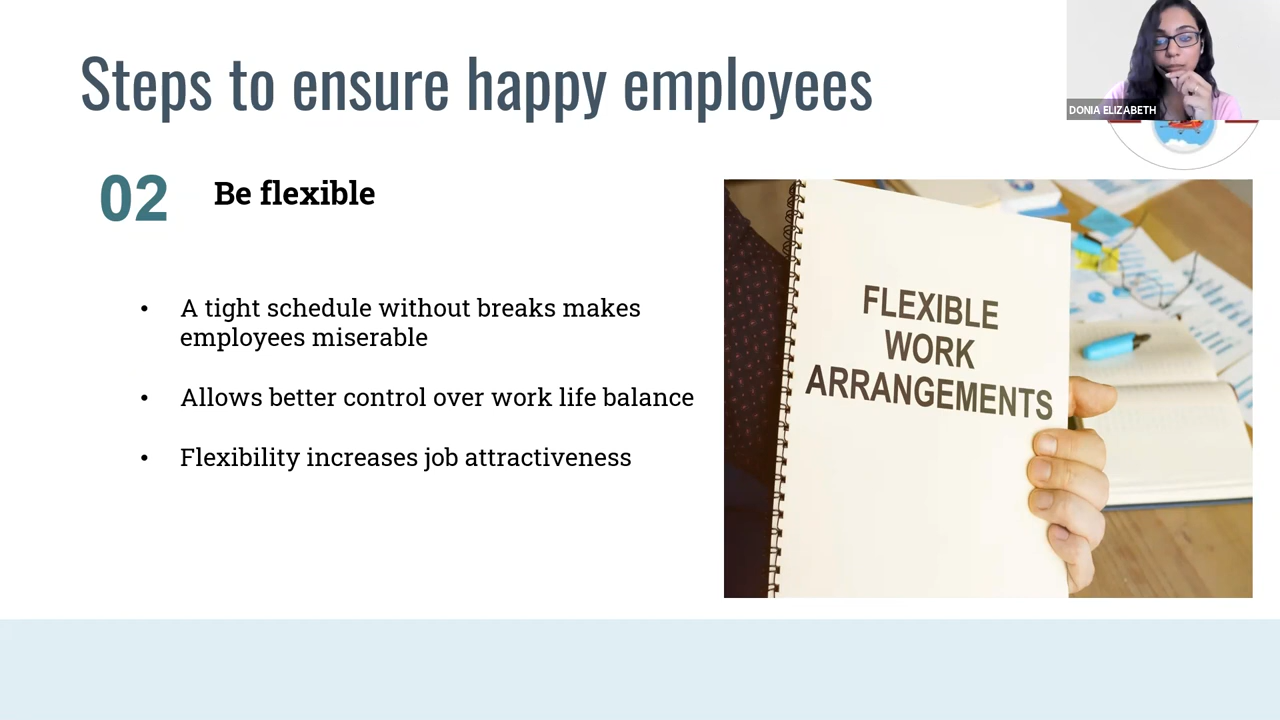 Steps to ensure happy employees
DONIA ELIZABETH
02 Be flexible
• A tight schedule without breaks makes
employees miserable
• Allows better control over work life balance
• Flexibility increases job attractiveness
FLEXIBLE
WORK
ARRANGEMENTS